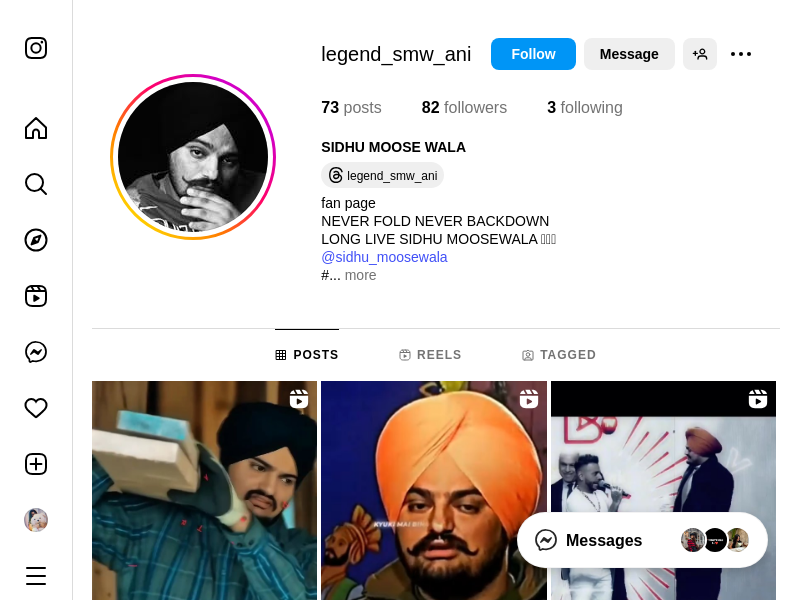 legend_smw_ani
Follow
Message
73 posts
82 followers
3 following
SIDHU MOOSE WALA
legend_smw_ani
fan page
NEVER FOLD NEVER BACKDOWN
LONG LIVE SIDHU MOOSEWALA
@sidhu_moosewala
#... more
POSTS
REELS
TAGGED
Messages